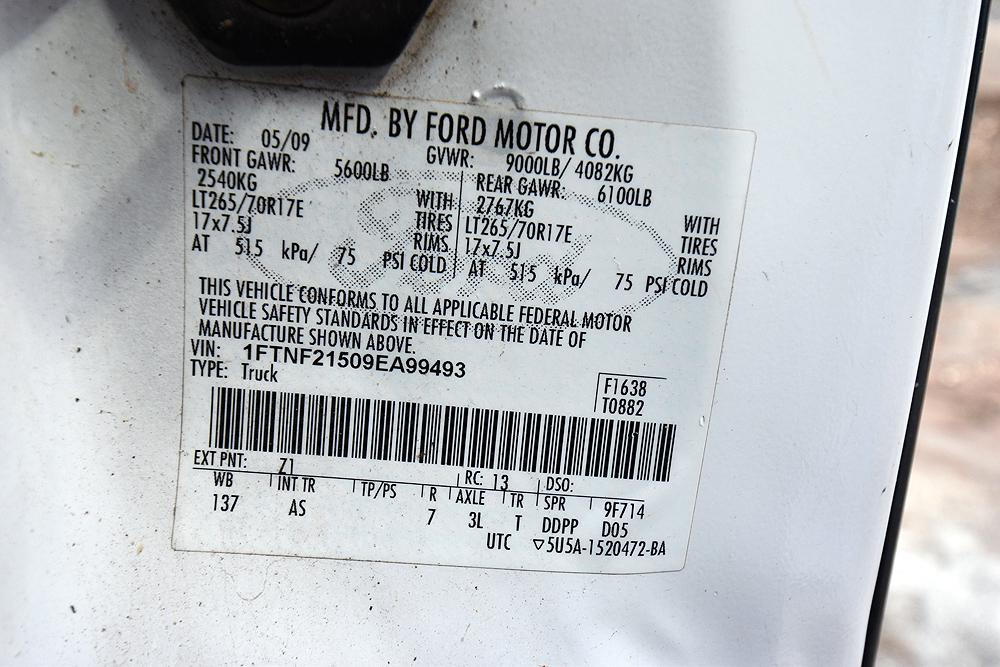 MFD. BY FORD MOTOR CO.
DATE: 05/09 GVWR: 9000LB/ 4082KG
FRONT GAWR: 5600LB REAR GAWR: 6100LB
2540KG WITH 2767KG WITH
LT265/70R17E TIRES LT265/70R17E TIRES
17x7.5J RIMS 17x7.5J RIMS
AT 515 kPa/ 75 PSI COLD AT 515 kPa/ 75 PSI COLD
THIS VEHICLE CONFORMS TO ALL APPLICABLE FEDERAL MOTOR
VEHICLE SAFETY STANDARDS IN EFFECT ON THE DATE OF
MANUFACTURE SHOWN ABOVE.
VIN: 1FTNF21509EA99493
TYPE: Truck
F1638
T0882
EXT PNT: Z1 RC: 13 DSO:
WB INT TR TP/PS R AXLE TR SPR 9F714
137 AS 7 3L T DDPP D05
UTC ▽5U5A-1520472-BA